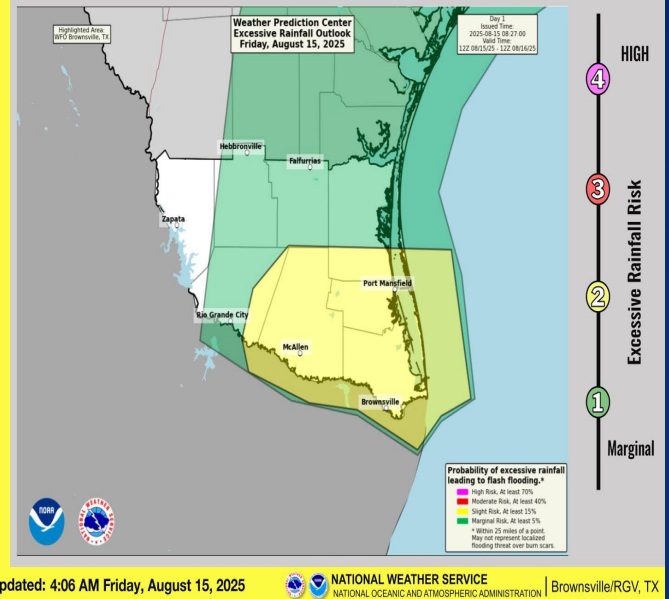 Highlighted Area:
WFO Brownsville, TX
Weather Prediction Center
Excessive Rainfall Outlook
Friday, August 15, 2025
Day 1
Issued Time:
2025-08-15 08:27:00
Valid Time:
12Z 08/15/25 - 12Z 08/16/25
HIGH
4
3
2
1
Marginal
Excessive Rainfall Risk
Hebbronville
Falfurrias
Zapata
Port Mansfield
Rio Grande City
McAllen
Brownsville
Probability of excessive rainfall
leading to flash flooding.*
High Risk, At least 70%
Moderate Risk, At least 40%
Slight Risk, At least 15%
Marginal Risk, At least 5%
* Within 25 miles of a point.
May not represent localized
flooding threat over burn scars.
NOAA
pdated: 4:06 AM Friday, August 15, 2025
NATIONAL WEATHER SERVICE
NATIONAL OCEANIC AND ATMOSPHERIC ADMINISTRATION
Brownsville/RGV, TX